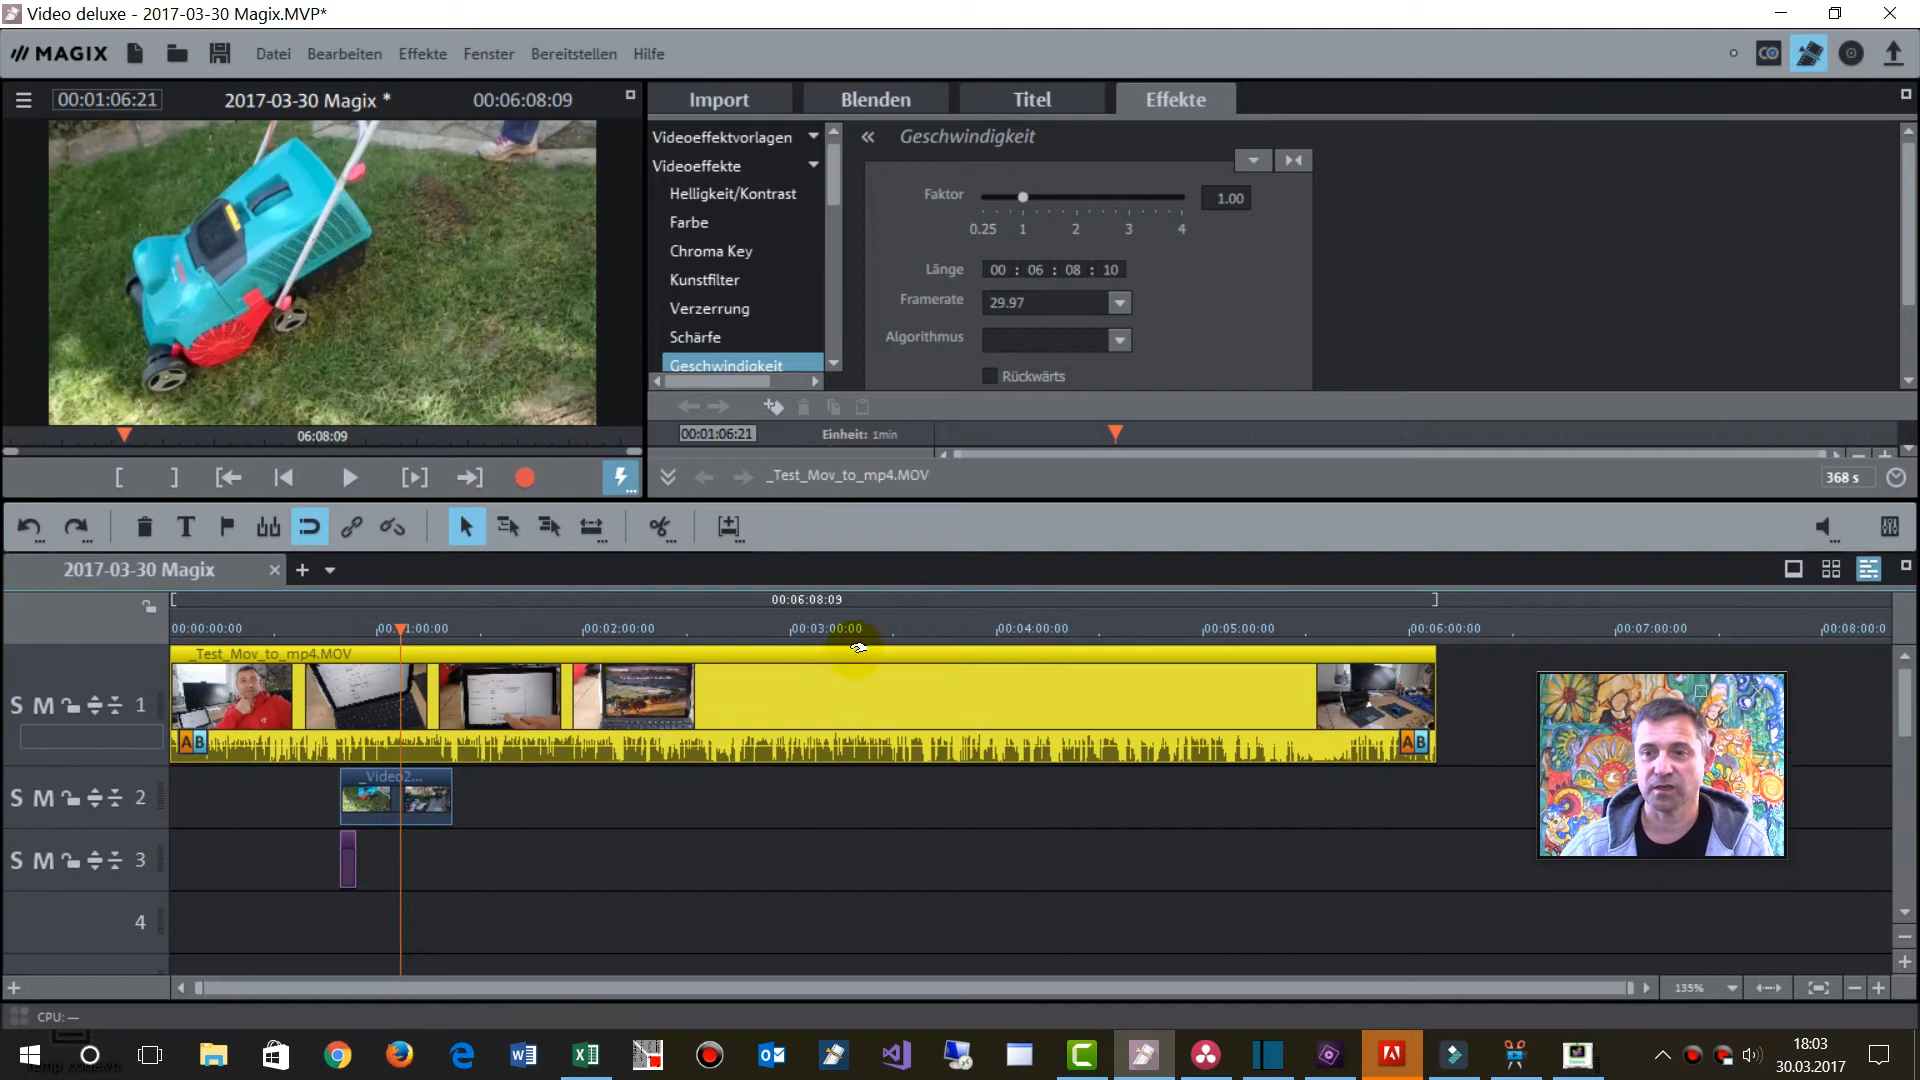 Video deluxe - 2017-03-30 Magix.MVP*
MAGIX Datei Bearbeiten Effekte Fenster Bereitstellen Hilfe
00:01:06:21 2017-03-30 Magix * 00:06:08:09
Import Blenden Titel Effekte
Videoeffektvorlagen
Videoeffekte
Helligkeit/Kontrast
Farbe
Chroma Key
Kunstfilter
Verzerrung
Schärfe
Geschwindigkeit
Geschwindigkeit
Faktor 1.00
0.25 1 2 3 4
Länge 00 : 06 : 08 : 10
Framerate 29.97
Algorithmus
Rückwärts
06:08:09
00:01:06:21 Einheit: 1min
_Test_Mov_to_mp4.MOV 368 s
2017-03-30 Magix
00:06:08:09
00:00:00:00 00:01:00:00 00:02:00:00 00:03:00:00 00:04:00:00 00:05:00:00 00:06:00:00 00:07:00:00 00:08:00:0
_Test_Mov_to_mp4.MOV
S M 1
A B A B
_Video2...
S M 2
S M 3
4
135%
CPU: —
18:03
30.03.2017